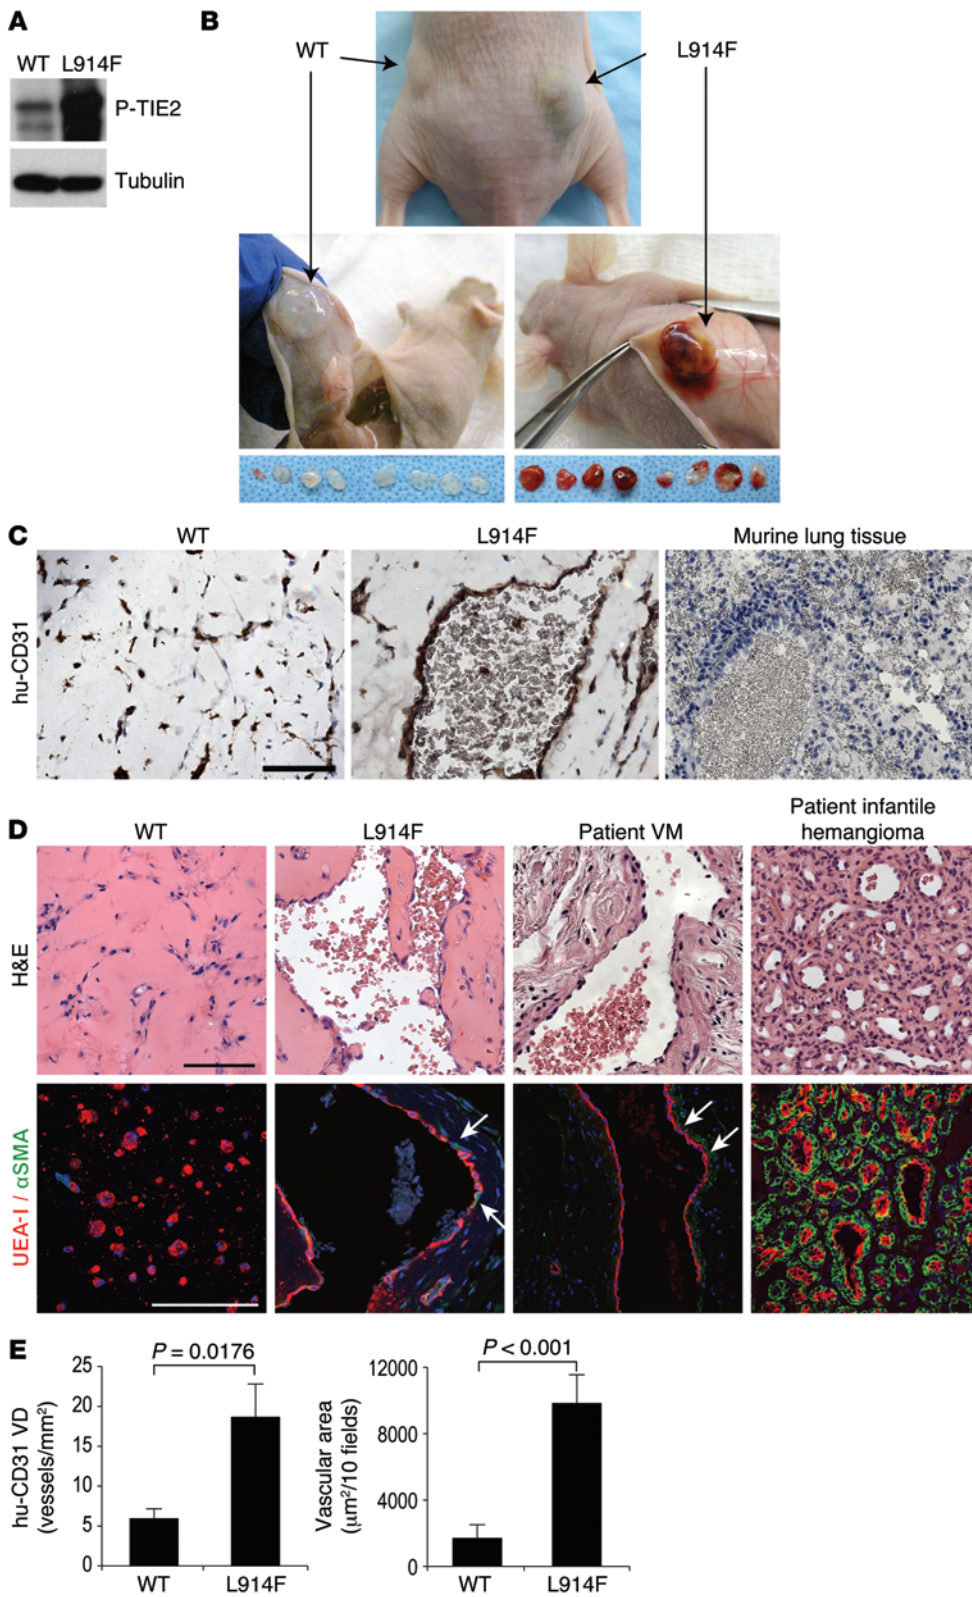 A
WT L914F
P-TIE2
Tubulin
B
WT
L914F
C
WT
L914F
Murine lung tissue
hu-CD31
D
WT
L914F
Patient VM
Patient infantile
hemangioma
H&E
UEA-I / αSMA
E
P = 0.0176
25
20
15
10
5
0
hu-CD31 VD
(vessels/mm²)
WT
L914F
P < 0.001
12000
8000
4000
0
Vascular area
(μm²/10 fields)
WT
L914F